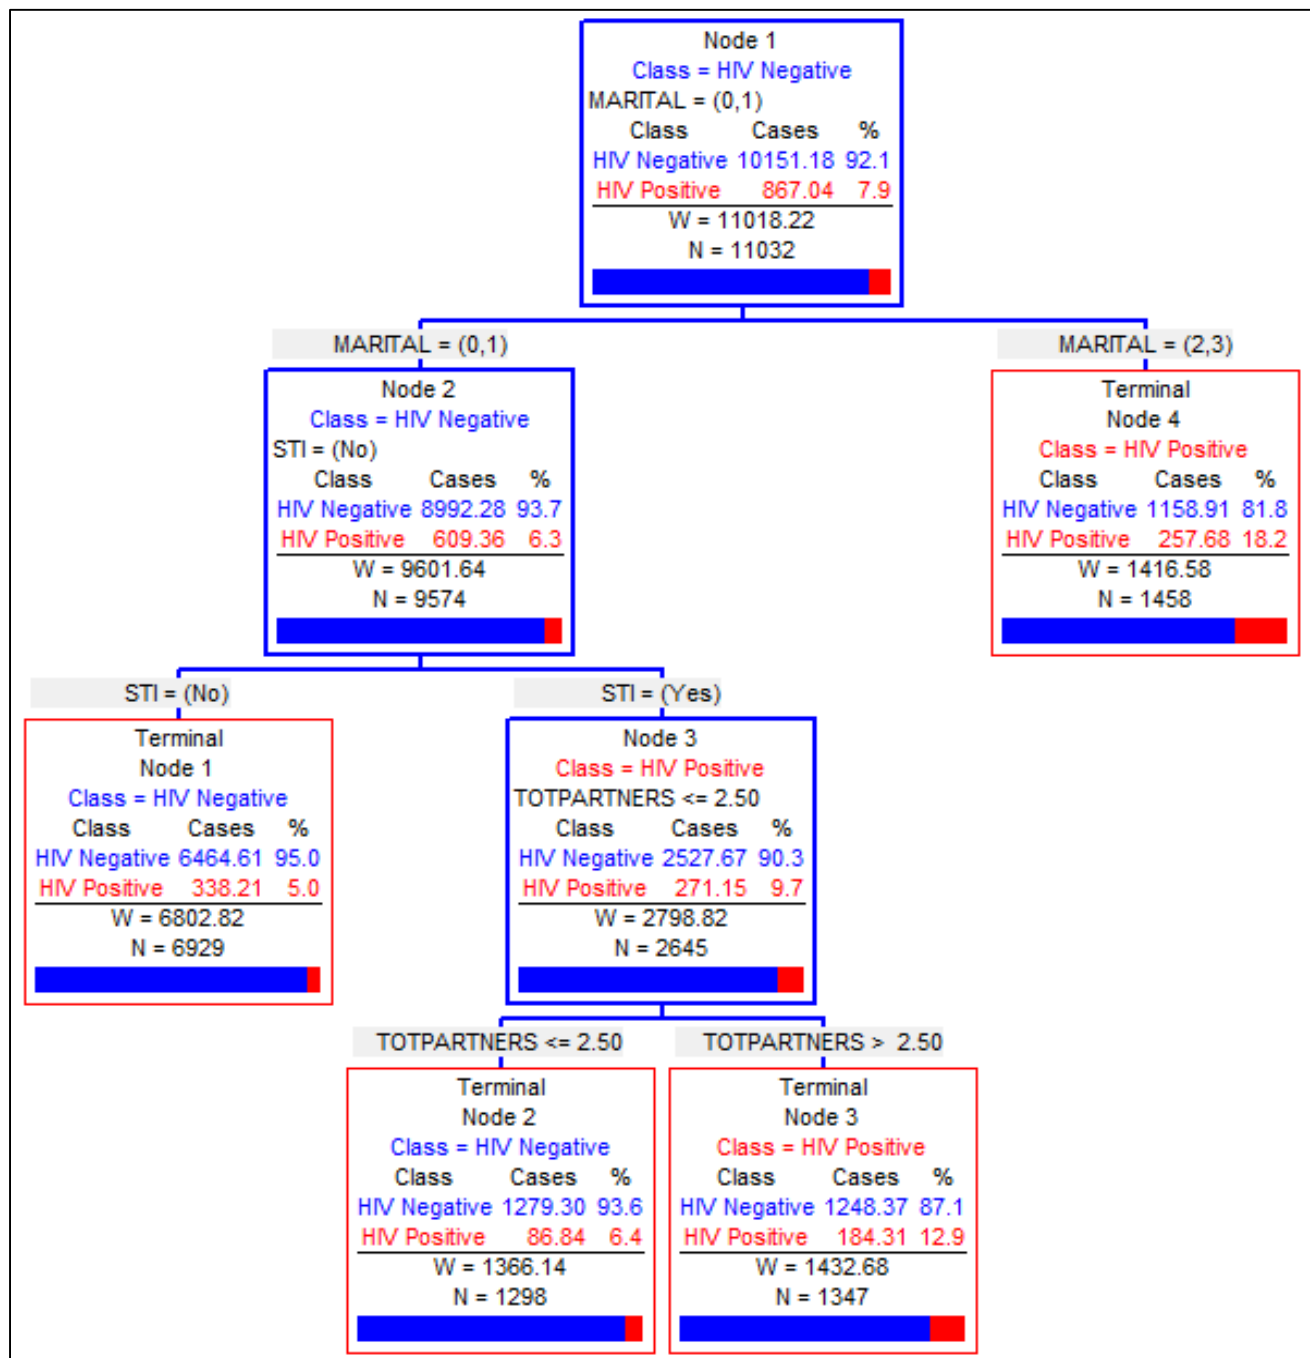 Node 1
Class = HIV Negative
MARITAL = (0,1)
Class Cases %
HIV Negative 10151.18 92.1
HIV Positive 867.04 7.9
W = 11018.22
N = 11032
MARITAL = (0,1)
MARITAL = (2,3)
Node 2
Class = HIV Negative
STI = (No)
Class Cases %
HIV Negative 8992.28 93.7
HIV Positive 609.36 6.3
W = 9601.64
N = 9574
Terminal
Node 4
Class = HIV Positive
Class Cases %
HIV Negative 1158.91 81.8
HIV Positive 257.68 18.2
W = 1416.58
N = 1458
STI = (No)
STI = (Yes)
Terminal
Node 1
Class = HIV Negative
Class Cases %
HIV Negative 6464.61 95.0
HIV Positive 338.21 5.0
W = 6802.82
N = 6929
Node 3
Class = HIV Positive
TOTPARTNERS <= 2.50
Class Cases %
HIV Negative 2527.67 90.3
HIV Positive 271.15 9.7
W = 2798.82
N = 2645
TOTPARTNERS <= 2.50
TOTPARTNERS > 2.50
Terminal
Node 2
Class = HIV Negative
Class Cases %
HIV Negative 1279.30 93.6
HIV Positive 86.84 6.4
W = 1366.14
N = 1298
Terminal
Node 3
Class = HIV Positive
Class Cases %
HIV Negative 1248.37 87.1
HIV Positive 184.31 12.9
W = 1432.68
N = 1347